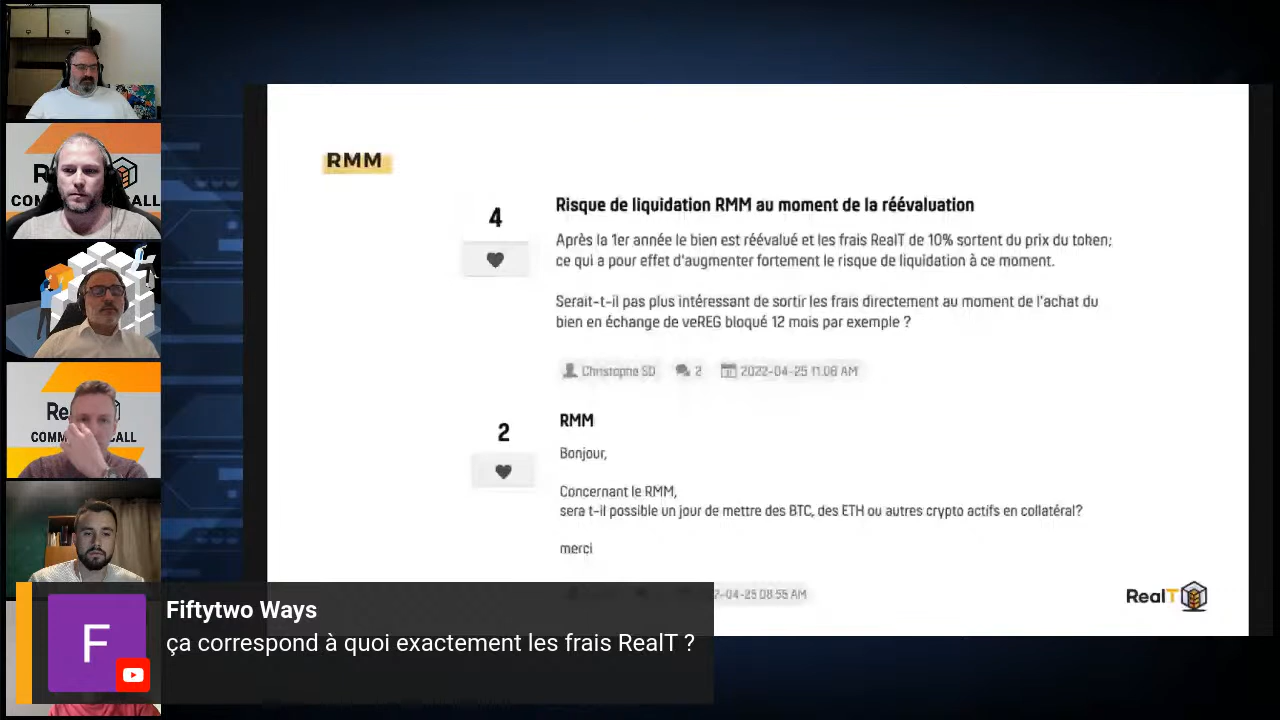 RMM
4
Risque de liquidation RMM au moment de la réévaluation
Après la 1er année le bien est réévalué et les frais RealT de 10% sortent du prix du token;
ce qui a pour effet d'augmenter fortement le risque de liquidation à ce moment.
Serait-t-il pas plus intéressant de sortir les frais directement au moment de l'achat du
bien en échange de veREG bloqué 12 mois par exemple ?
Christophe SD 2 2022-04-25 11:08 AM
2
RMM
Bonjour,
Concernant le RMM,
sera t-il possible un jour de mettre des BTC, des ETH ou autres crypto actifs en collatéral?
merci
-04-25 08:55 AM
RealT
COMM CALL
Re
COMM CALL
Fiftytwo Ways
ça correspond à quoi exactement les frais RealT ?
F